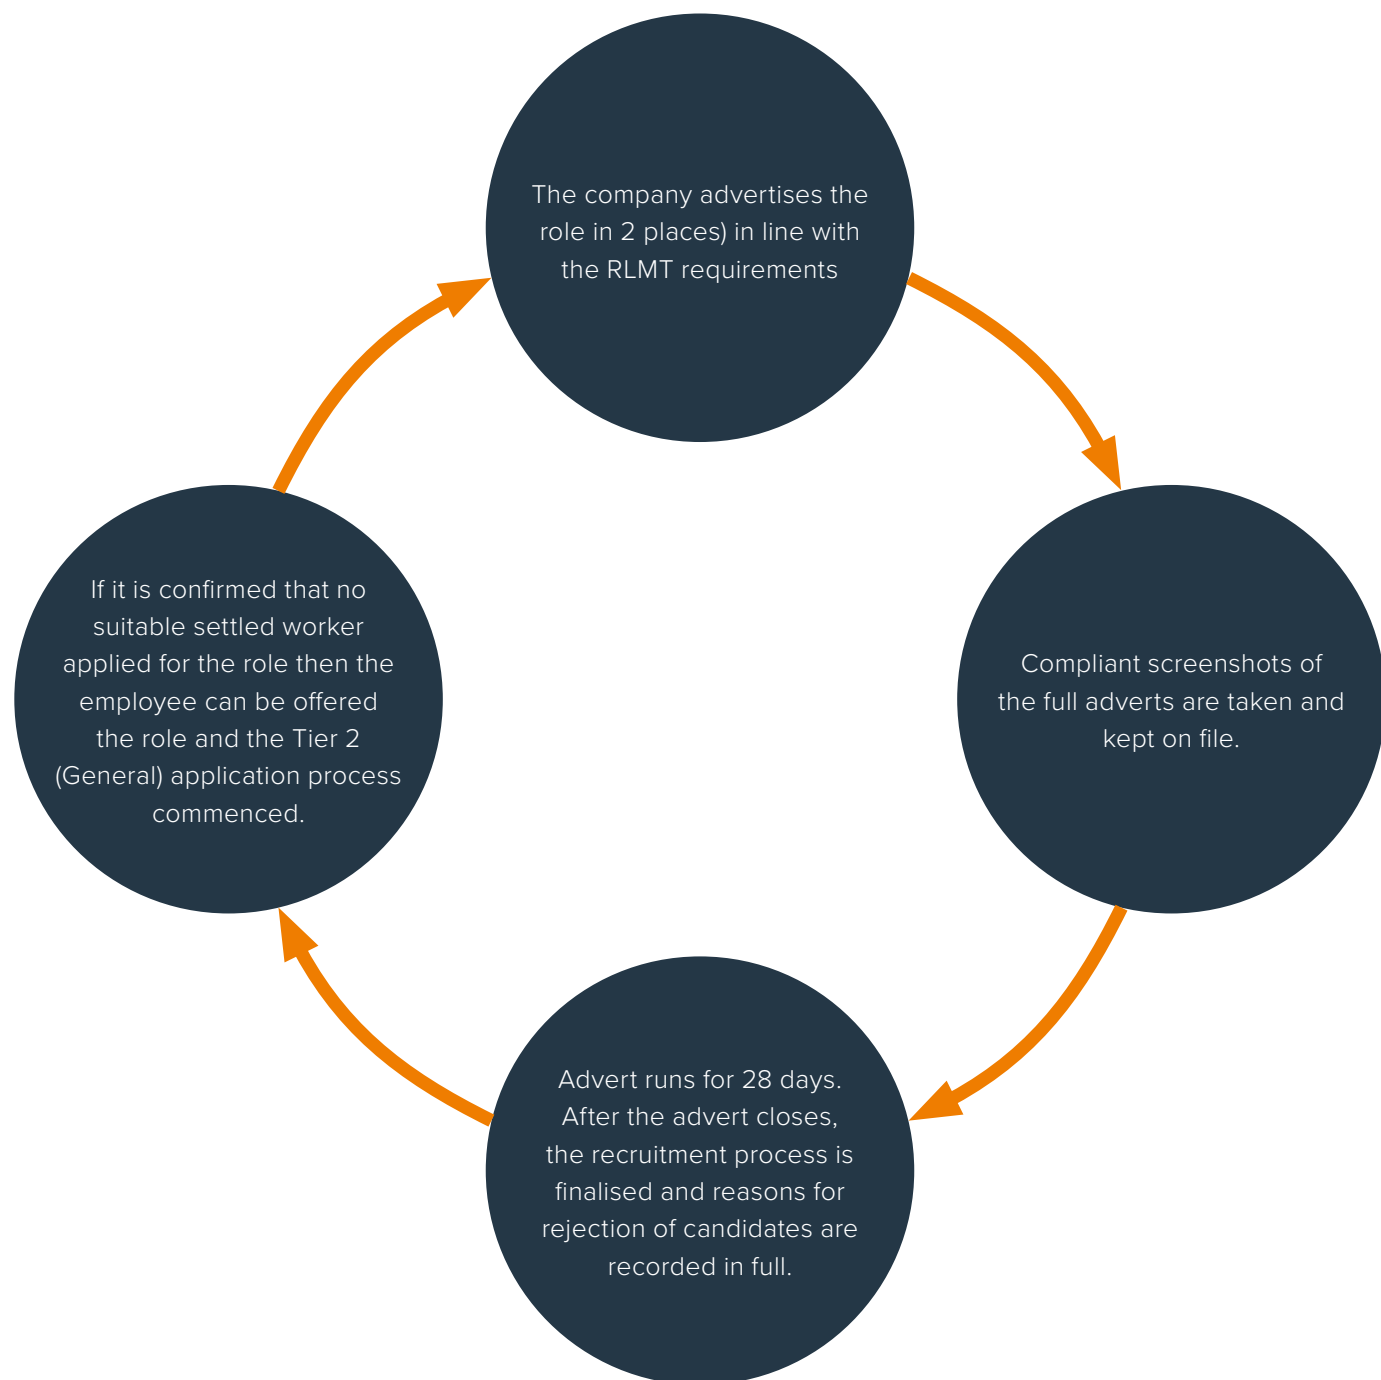 The company advertises the
role in 2 places) in line with
the RLMT requirements
Compliant screenshots of
the full adverts are taken and
kept on file.
Advert runs for 28 days.
After the advert closes,
the recruitment process is
finalised and reasons for
rejection of candidates are
recorded in full.
If it is confirmed that no
suitable settled worker
applied for the role then the
employee can be offered
the role and the Tier 2
(General) application process
commenced.